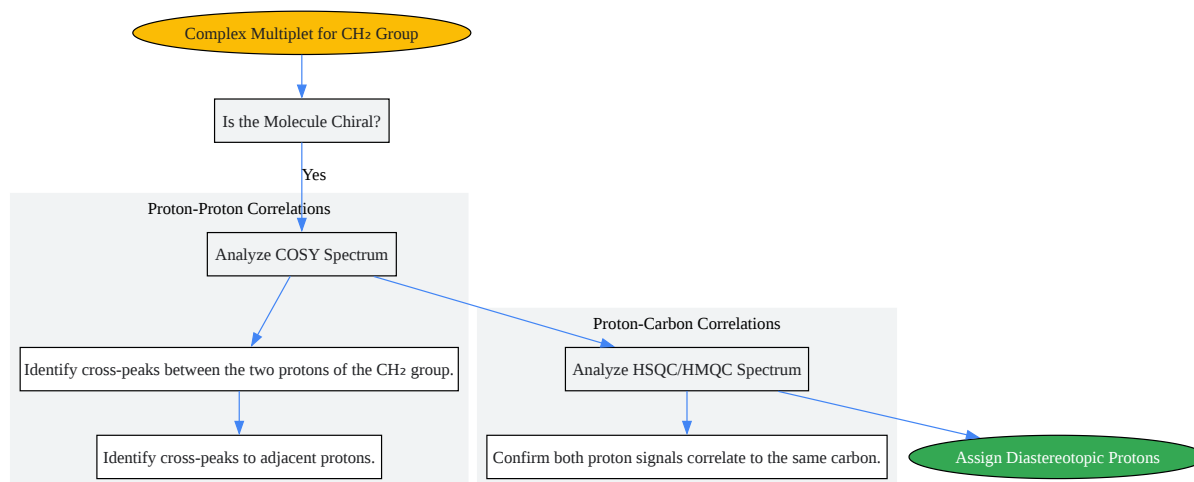 Complex Multiplet for CH₂ Group
Is the Molecule Chiral?
Yes
Proton-Proton Correlations
Analyze COSY Spectrum
Proton-Carbon Correlations
Identify cross-peaks between the two protons of the CH₂ group.
Analyze HSQC/HMQC Spectrum
Identify cross-peaks to adjacent protons.
Confirm both proton signals correlate to the same carbon.
Assign Diastereotopic Protons